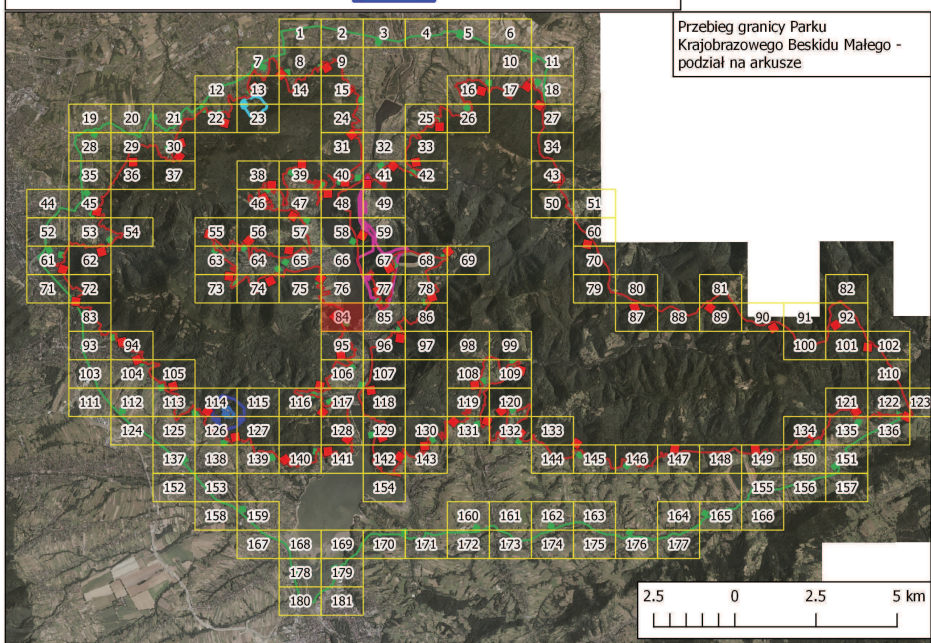 Przebieg granicy Parku
Krajobrazowego Beskidu Małego -
podział na arkusze
1 2 3 4 5 6
7 8 9 10 11
12 13 14 15 16 17 18
19 20 21 22 23 24 25 26 27
28 29 30 31 32 33 34
35 36 37 38 39 40 41 42 43
44 45 46 47 48 49 50 51
52 53 54 55 56 57 58 59 60
61 62 63 64 65 66 67 68 69 70
71 72 73 74 75 76 77 78 79 80 81 82
83 84 85 86 87 88 89 90 91 92
93 94 95 96 97 98 99 100 101 102
103 104 105 106 107 108 109 110
111 112 113 114 115 116 117 118 119 120 121 122 123
124 125 126 127 128 129 130 131 132 133 134 135 136
137 138 139 140 141 142 143 144 145 146 147 148 149 150 151
152 153 154 155 156 157
158 159 160 161 162 163 164 165 166
167 168 169 170 171 172 173 174 175 176 177
178 179
180 181
2.5 0 2.5 5 km